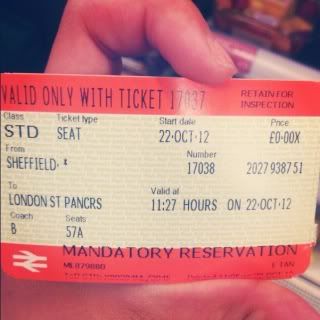 VALID ONLY WITH TICKET 17037 RETAIN FOR
INSPECTION
Class Ticket type Start date Price
STD SEAT 22·OCT·12 £0·00X
From Number
SHEFFIELD * 17038 2027938751
To Valid at
LONDON ST PANCRS 11:27 HOURS ON 22·OCT·12
Coach Seats
B 57A
MANDATORY RESERVATION